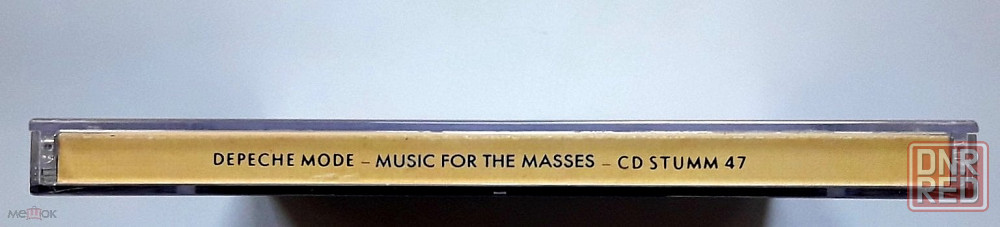 DEPECHE MODE – MUSIC FOR THE MASSES – CD STUMM 47
DNR
RED
мешок